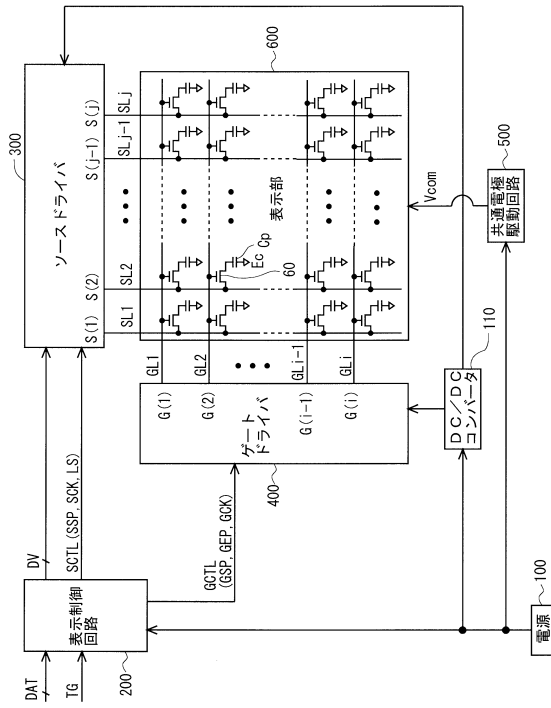 300
ソースドライバ
S(1)
S(2)
S(j-1)
S(j)
SL1
SL2
SLj-1
SLj
600
表示部
Ec
Cp
60
GL1
GL2
GLi-1
GLi
G(1)
G(2)
G(i-1)
G(i)
ゲート
ドライバ
400
DV
SCTL(SSP,SCK,LS)
GCTL
(GSP,GEP,GCK)
DAT
TG
表示制御
回路
200
Vcom
500
共通電極
駆動回路
110
DC/DC
コンバータ
100
電源